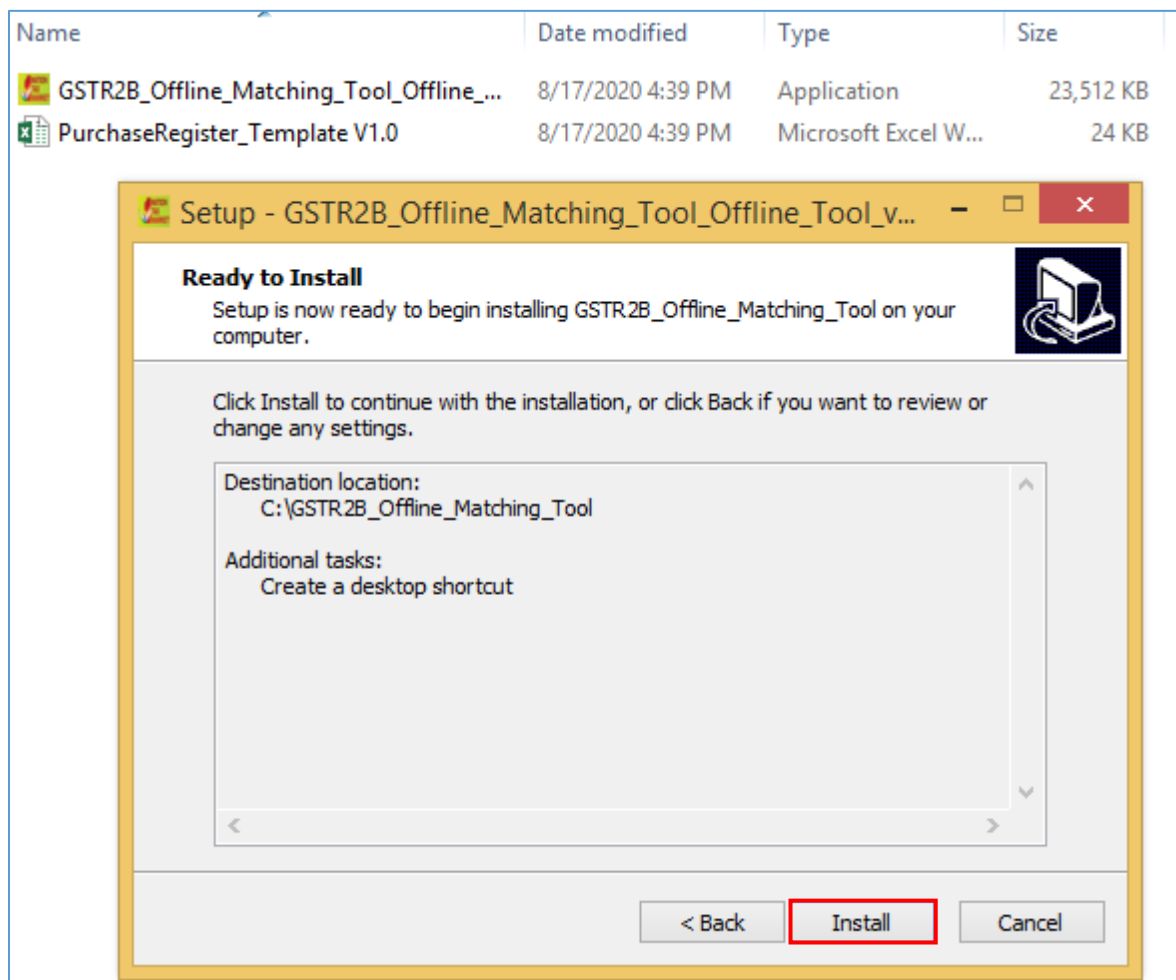 Name Date modified Type Size
GSTR2B_Offline_Matching_Tool_Offline_... 8/17/2020 4:39 PM Application 23,512 KB
PurchaseRegister_Template V1.0 8/17/2020 4:39 PM Microsoft Excel W... 24 KB
Setup - GSTR2B_Offline_Matching_Tool_Offline_Tool_v...
Ready to Install
Setup is now ready to begin installing GSTR2B_Offline_Matching_Tool on your
computer.
Click Install to continue with the installation, or click Back if you want to review or
change any settings.
Destination location:
C:\GSTR2B_Offline_Matching_Tool
Additional tasks:
Create a desktop shortcut
< Back Install Cancel